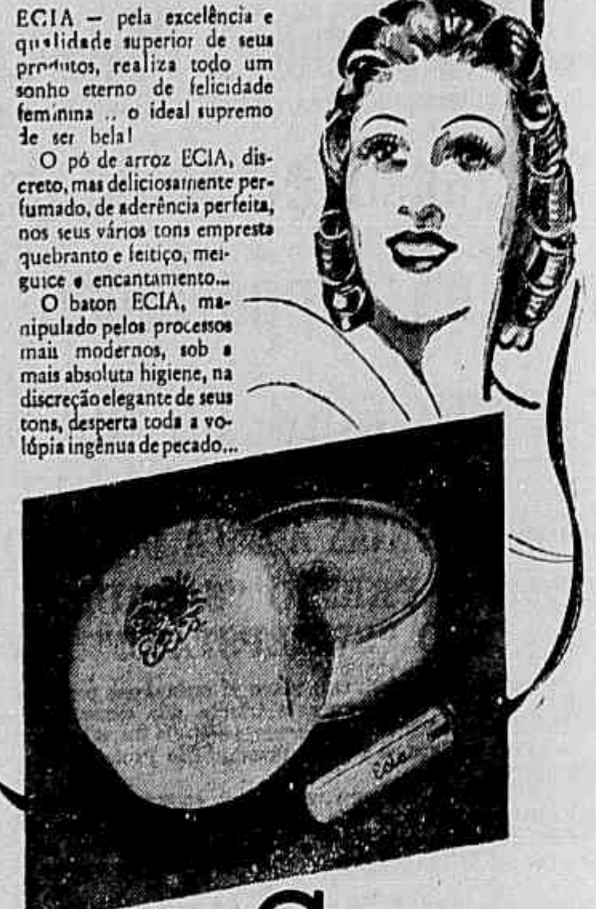 ECIA — pela excelência e
qualidade superior de seus
produtos, realiza todo um
sonho eterno de felicidade
feminina .. o ideal supremo
de ser bela!
O pó de arroz ECIA, dis-
creto, mas deliciosamente per-
fumado, de aderência perfeita,
nos seus vários tons empresta
quebranto e feitiço, mei-
guice e encantamento...
O baton ECIA, ma-
nipulado pelos processos
mais modernos, sob a
mais absoluta higiene, na
discreção elegante de seus
tons, desperta toda a vo-
lúpia ingênua de pecado...
Ecia
Ecia